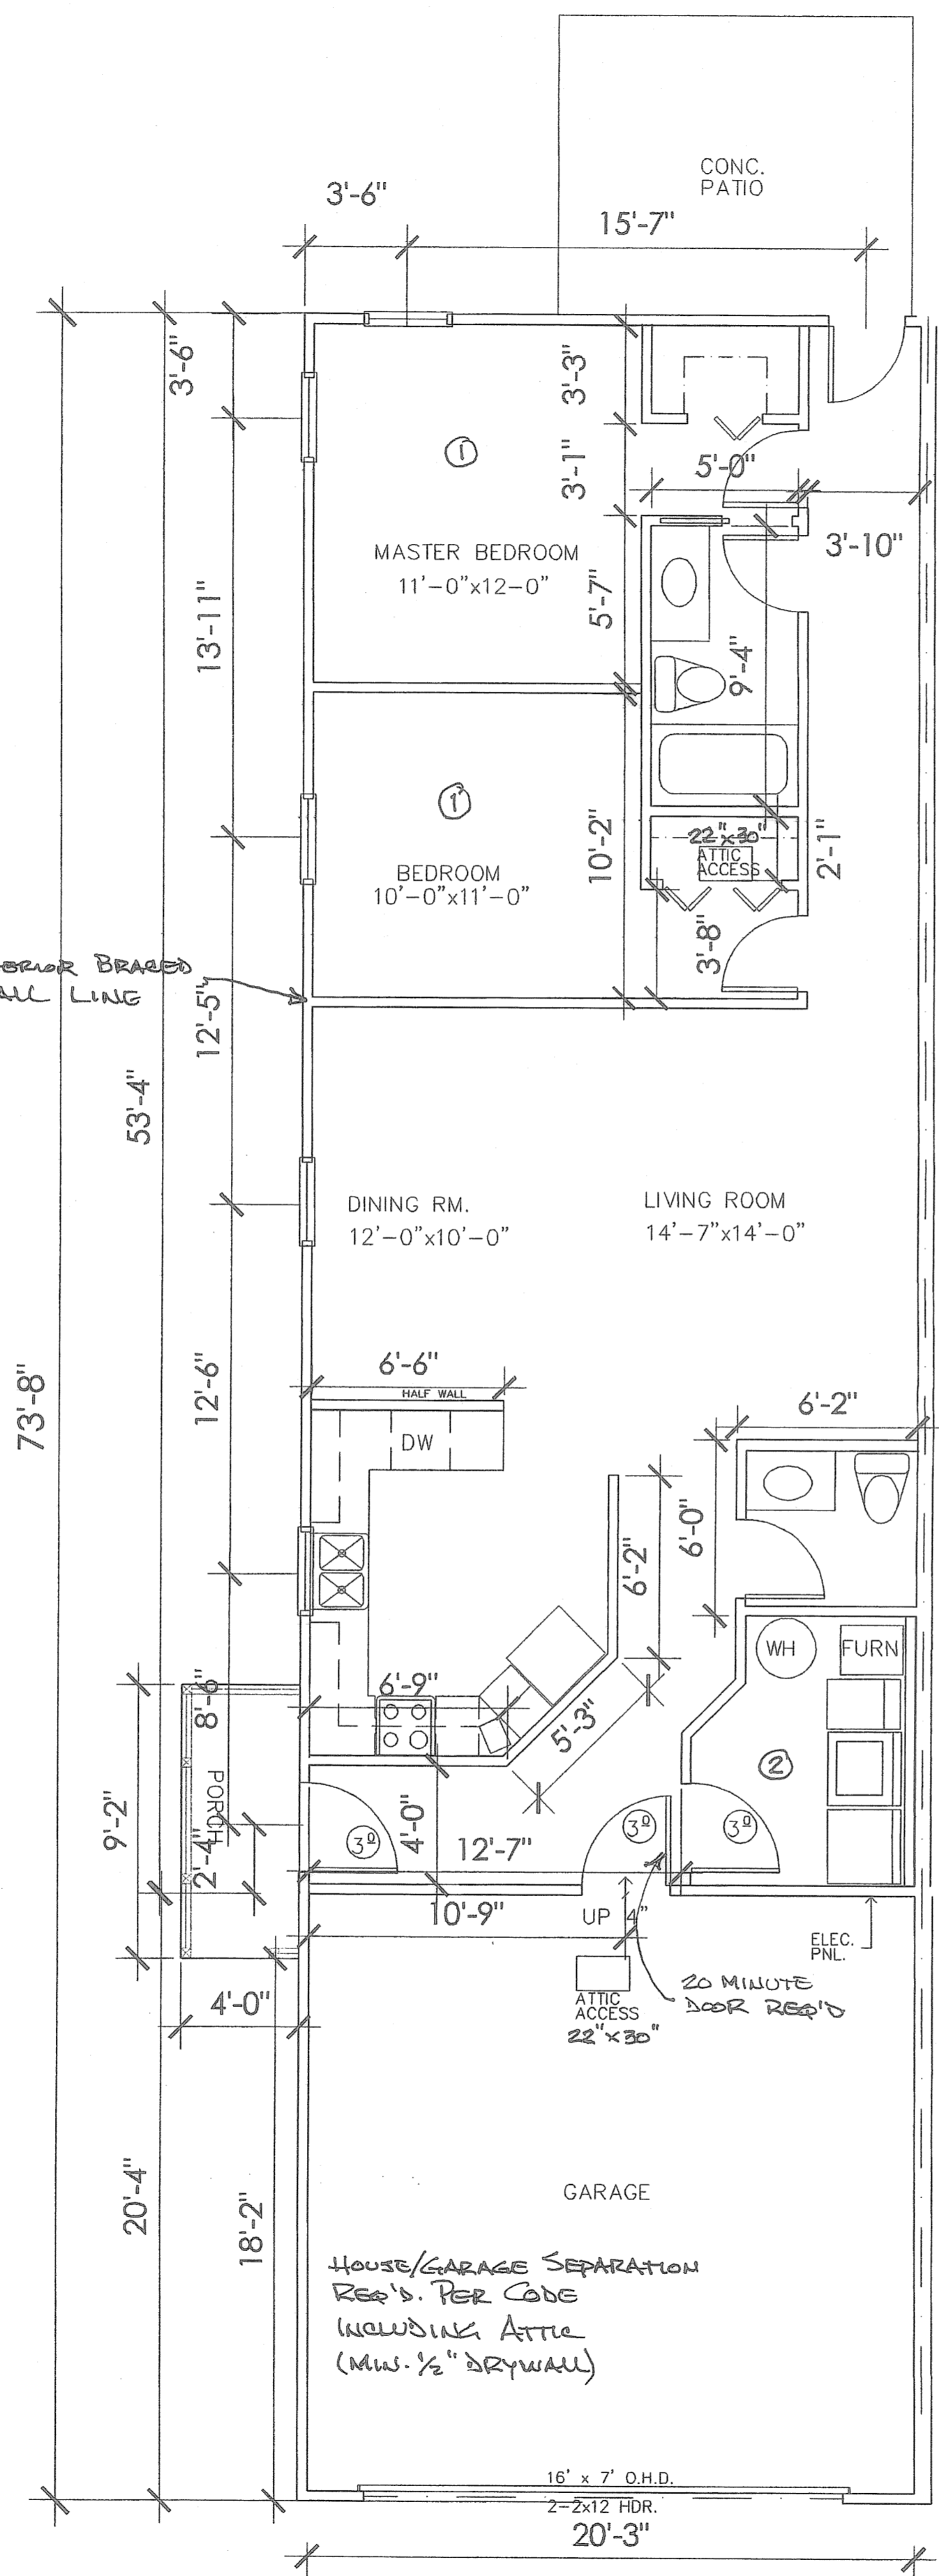 CONC.
PATIO
3'-6"
15'-7"
3'-6"
3'-3"
1
3'-1"
5'-0"
3'-10"
MASTER BEDROOM
11'-0"x12-0"
5'-7"
13'-11"
9'-4"
1
10'-2"
22"x30"
ATTIC
ACCESS
2'-1"
BEDROOM
10'-0"x11'-0"
3'-8"
BRACED
LINE
12'-5"
53'-4"
DINING RM.
12'-0"x10'-0"
LIVING ROOM
14'-7"x14'-0"
73'-8"
12'-6"
6'-6"
HALF WALL
DW
6'-2"
6'-0"
6'-2"
WH
FURN
6'-9"
8'-6"
5'-3"
PORCH
2
9'-2"
2'-4"
4'-0"
3⁰
3⁰
3⁰
12'-7"
10'-9"
UP 4"
ELEC.
PNL.
ATTIC
ACCESS
22"x30"
20 MINUTE
DOOR REQ'D
4'-0"
20'-4"
18'-2"
GARAGE
HOUSE/GARAGE SEPARATION
REQ'D. PER CODE
INCLUDING ATTIC
(MIN. 1/2" DRYWALL)
16' x 7' O.H.D.
2-2x12 HDR.
20'-3"